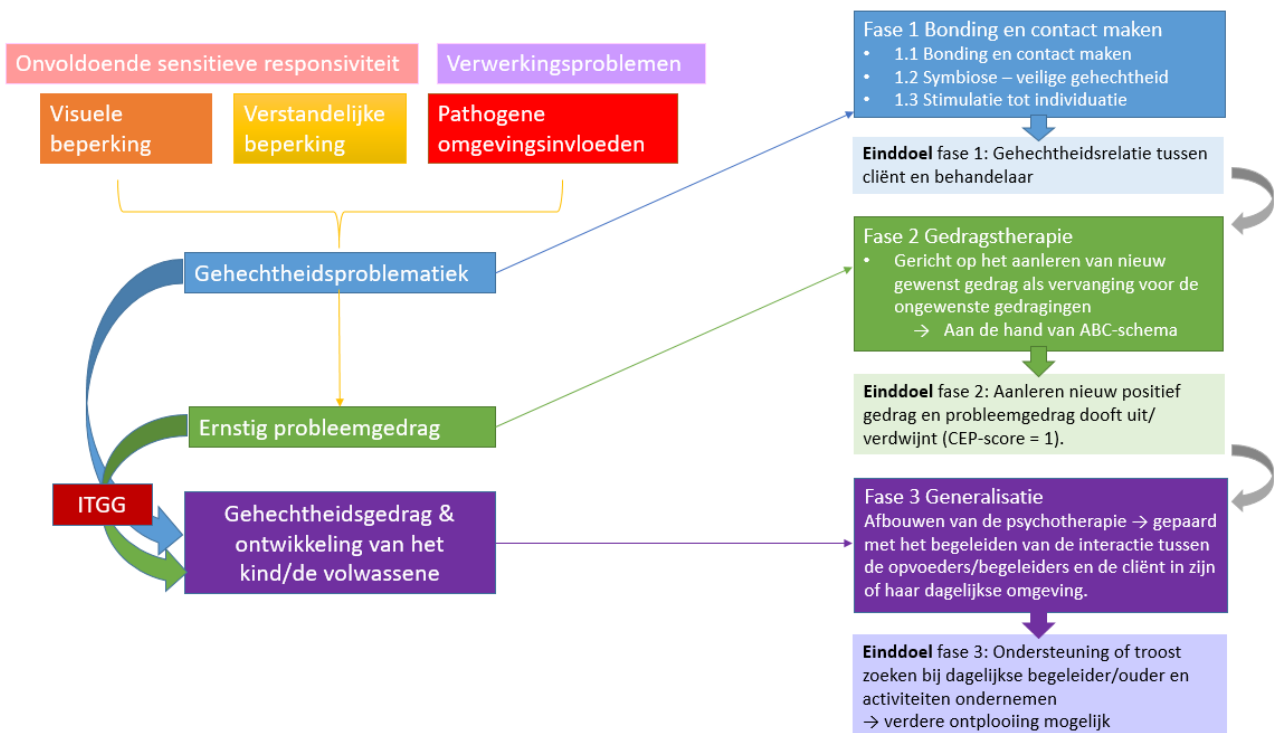 Onvoldoende sensitieve responsiviteit
Verwerkingsproblemen
Visuele
beperking
Verstandelijke
beperking
Pathogene
omgevingsinvloeden
Gehechtheidsproblematiek
Ernstig probleemgedrag
ITGG
Gehechtheidsgedrag &
ontwikkeling van het
kind/de volwassene
Fase 1 Bonding en contact maken
• 1.1 Bonding en contact maken
• 1.2 Symbiose – veilige gehechtheid
• 1.3 Stimulatie tot individuatie
Einddoel fase 1: Gehechtheidsrelatie tussen
cliënt en behandelaar
Fase 2 Gedragstherapie
• Gericht op het aanleren van nieuw
gewenst gedrag als vervanging voor de
ongewenste gedragingen
→ Aan de hand van ABC-schema
Einddoel fase 2: Aanleren nieuw positief
gedrag en probleemgedrag dooft uit/
verdwijnt (CEP-score = 1).
Fase 3 Generalisatie
Afbouwen van de psychotherapie → gepaard
met het begeleiden van de interactie tussen
de opvoeders/begeleiders en de cliënt in zijn
of haar dagelijkse omgeving.
Einddoel fase 3: Ondersteuning of troost
zoeken bij dagelijkse begeleider/ouder en
activiteiten ondernemen
→ verdere ontplooiing mogelijk